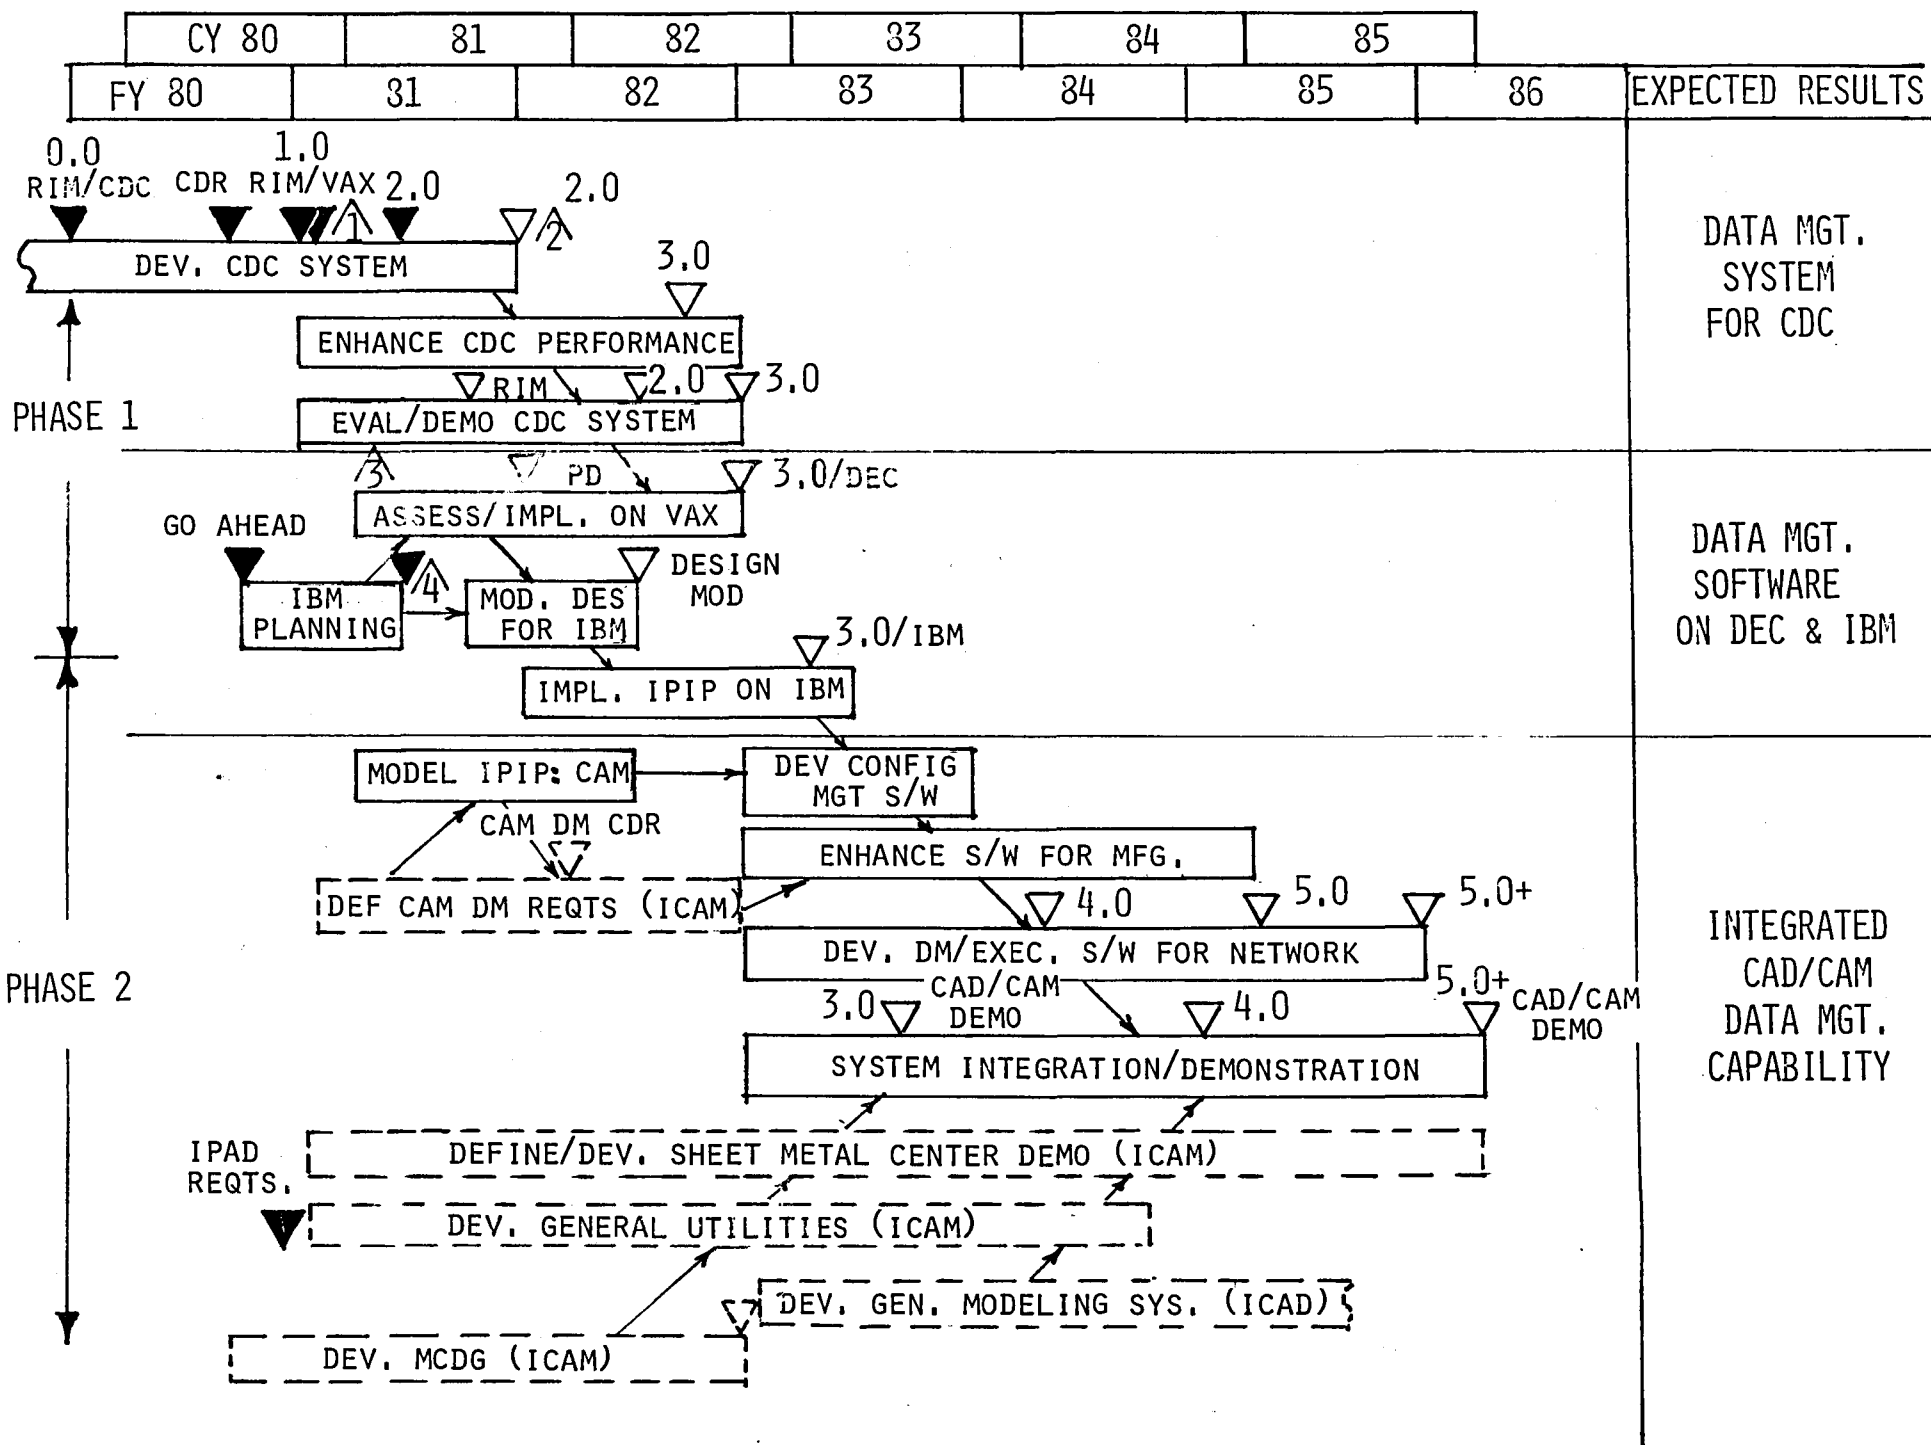 CY 80 81 82 83 84 85
FY 80 81 82 83 84 85 86 EXPECTED RESULTS
0.0 1.0
RIM/CDC CDR RIM/VAX 2.0 2.0
1 2
DEV. CDC SYSTEM
3.0
DATA MGT.
SYSTEM
FOR CDC
ENHANCE CDC PERFORMANCE
RIM 2.0 3.0
PHASE 1
EVAL/DEMO CDC SYSTEM
3 PD 3.0/DEC
ASSESS/IMPL. ON VAX
GO AHEAD
4
DESIGN
MOD
IBM
PLANNING
MOD. DES
FOR IBM
DATA MGT.
SOFTWARE
ON DEC & IBM
3.0/IBM
IMPL. IPIP ON IBM
MODEL IPIP: CAM
DEV CONFIG
MGT S/W
CAM DM CDR
ENHANCE S/W FOR MFG.
DEF CAM DM REQTS (ICAM)
4.0 5.0 5.0+
DEV. DM/EXEC. S/W FOR NETWORK
PHASE 2
INTEGRATED
CAD/CAM
DATA MGT.
CAPABILITY
3.0
CAD/CAM
DEMO
4.0
5.0+
CAD/CAM
DEMO
SYSTEM INTEGRATION/DEMONSTRATION
IPAD
REQTS.
DEFINE/DEV. SHEET METAL CENTER DEMO (ICAM)
DEV. GENERAL UTILITIES (ICAM)
DEV. GEN. MODELING SYS. (ICAD)
DEV. MCDG (ICAM)